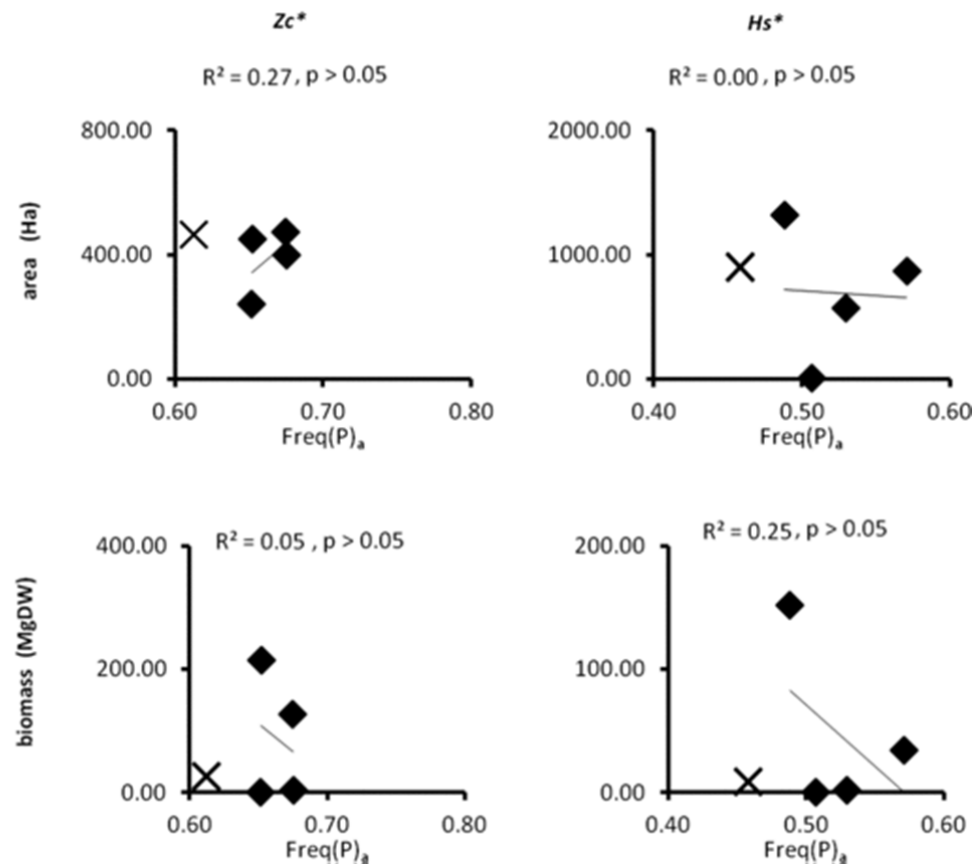 Zc*
Hs*
R² = 0.27, p > 0.05
R² = 0.00, p > 0.05
800.00
400.00
0.00
area (Ha)
0.60
0.70
0.80
Freq(P)a
2000.00
1000.00
0.00
0.40
0.50
0.60
Freq(P)a
R² = 0.05, p > 0.05
R² = 0.25, p > 0.05
400.00
200.00
0.00
biomass (MgDW)
0.60
0.70
0.80
Freq(P)a
200.00
100.00
0.00
0.40
0.50
0.60
Freq(P)a